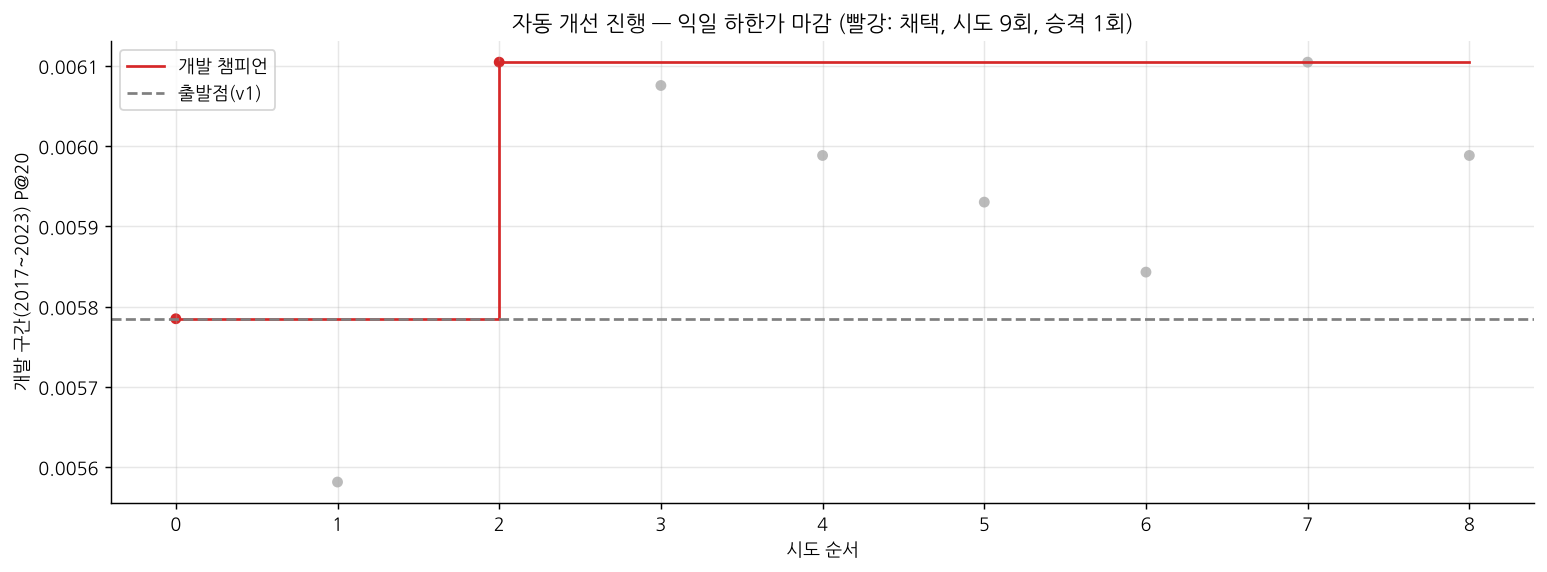 자동 개선 진행 — 익일 하한가 마감 (빨강: 채택, 시도 9회, 승격 1회)
개발 챔피언
출발점(v1)
개발 구간(2017~2023) P@20
0.0061
0.0060
0.0059
0.0058
0.0057
0.0056
0 1 2 3 4 5 6 7 8
시도 순서